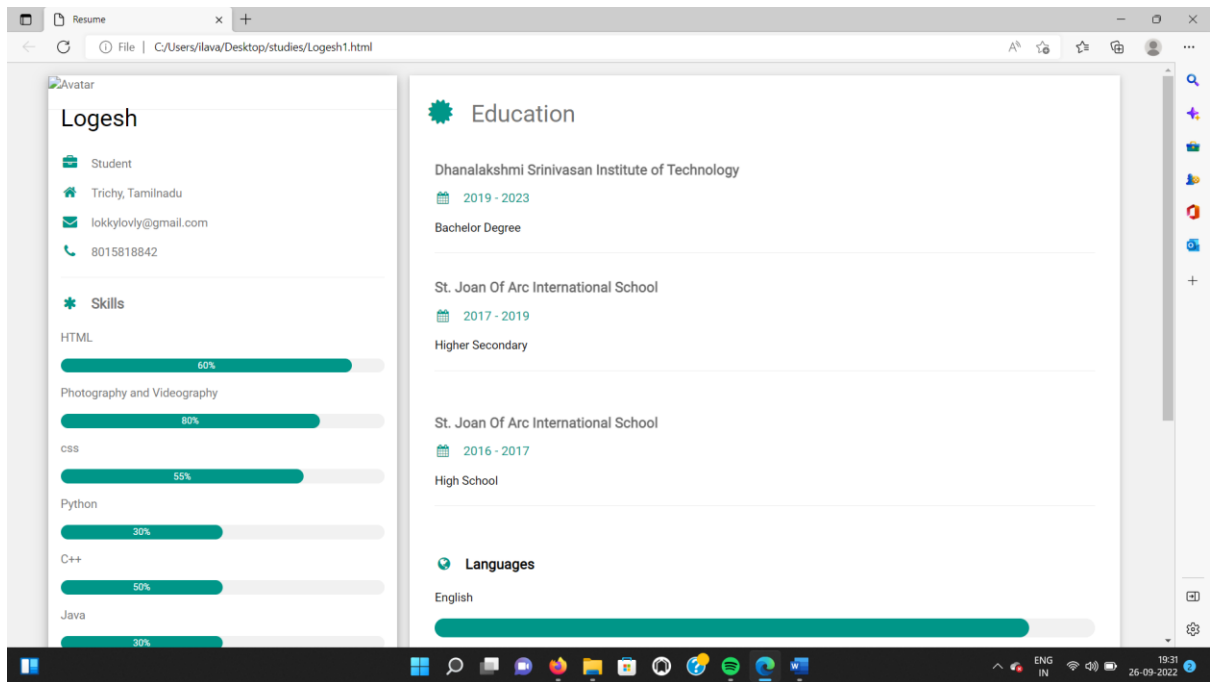 Resume
File | C:/Users/ilava/Desktop/studies/Logesh1.html
Avatar
Logesh
Student
Trichy, Tamilnadu
lokkylovly@gmail.com
8015818842
Skills
HTML
60%
Photography and Videography
80%
css
55%
Python
30%
C++
50%
Java
30%
Education
Dhanalakshmi Srinivasan Institute of Technology
2019 - 2023
Bachelor Degree
St. Joan Of Arc International School
2017 - 2019
Higher Secondary
St. Joan Of Arc International School
2016 - 2017
High School
Languages
English
ENG
IN
19:31
26-09-2022
2